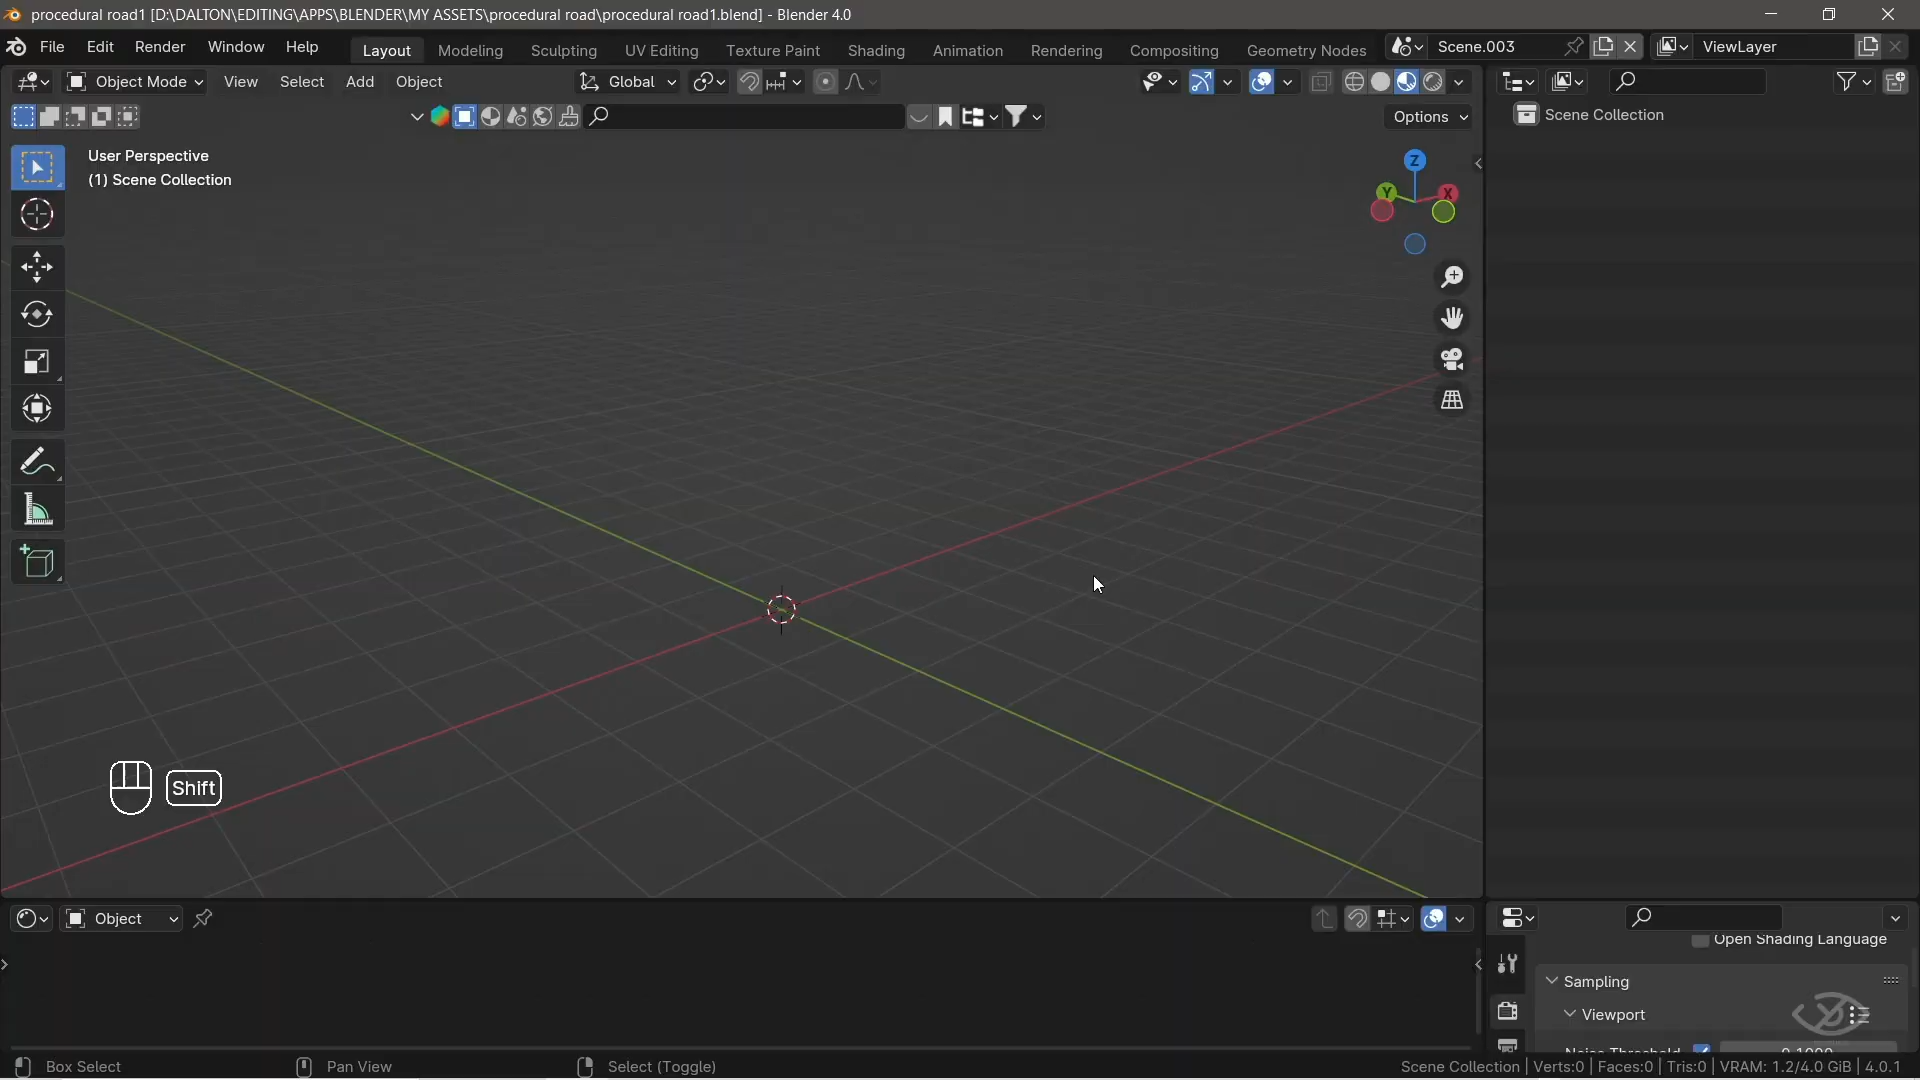 procedural road1 [D:\DALTON\EDITING\APPS\BLENDER\MY ASSETS\procedural road\procedural road1.blend] - Blender 4.0
File Edit Render Window Help Layout Modeling Sculpting UV Editing Texture Paint Shading Animation Rendering Compositing Geometry Nodes Scene.003 ViewLayer
Object Mode View Select Add Object Global
Options
Scene Collection
User Perspective
(1) Scene Collection
Z
Y X
Shift
Object
Open Shading Language
Sampling
Viewport
Noise Threshold 0.1000
Box Select Pan View Select (Toggle) Scene Collection | Verts:0 | Faces:0 | Tris:0 | VRAM: 1.2/4.0 GiB | 4.0.1